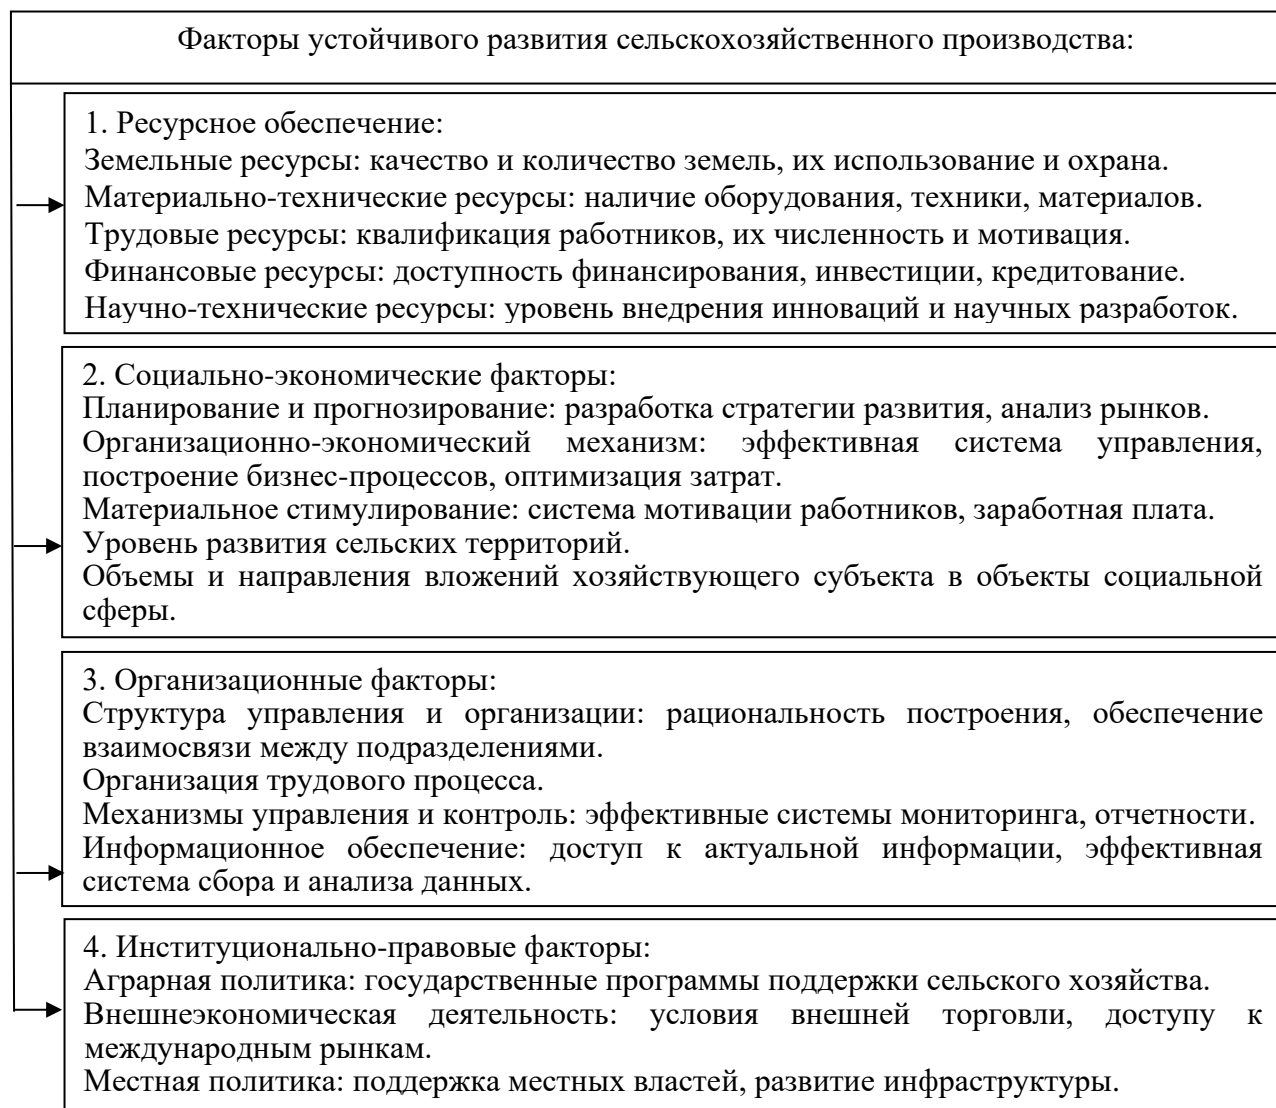 Факторы устойчивого развития сельскохозяйственного производства:
1. Ресурсное обеспечение:
Земельные ресурсы: качество и количество земель, их использование и охрана.
Материально-технические ресурсы: наличие оборудования, техники, материалов.
Трудовые ресурсы: квалификация работников, их численность и мотивация.
Финансовые ресурсы: доступность финансирования, инвестиции, кредитование.
Научно-технические ресурсы: уровень внедрения инноваций и научных разработок.
2. Социально-экономические факторы:
Планирование и прогнозирование: разработка стратегии развития, анализ рынков.
Организационно-экономический механизм: эффективная система управления,
построение бизнес-процессов, оптимизация затрат.
Материальное стимулирование: система мотивации работников, заработная плата.
Уровень развития сельских территорий.
Объемы и направления вложений хозяйствующего субъекта в объекты социальной
сферы.
3. Организационные факторы:
Структура управления и организации: рациональность построения, обеспечение
взаимосвязи между подразделениями.
Организация трудового процесса.
Механизмы управления и контроль: эффективные системы мониторинга, отчетности.
Информационное обеспечение: доступ к актуальной информации, эффективная
система сбора и анализа данных.
4. Институционально-правовые факторы:
Аграрная политика: государственные программы поддержки сельского хозяйства.
Внешнеэкономическая деятельность: условия внешней торговли, доступу к
международным рынкам.
Местная политика: поддержка местных властей, развитие инфраструктуры.